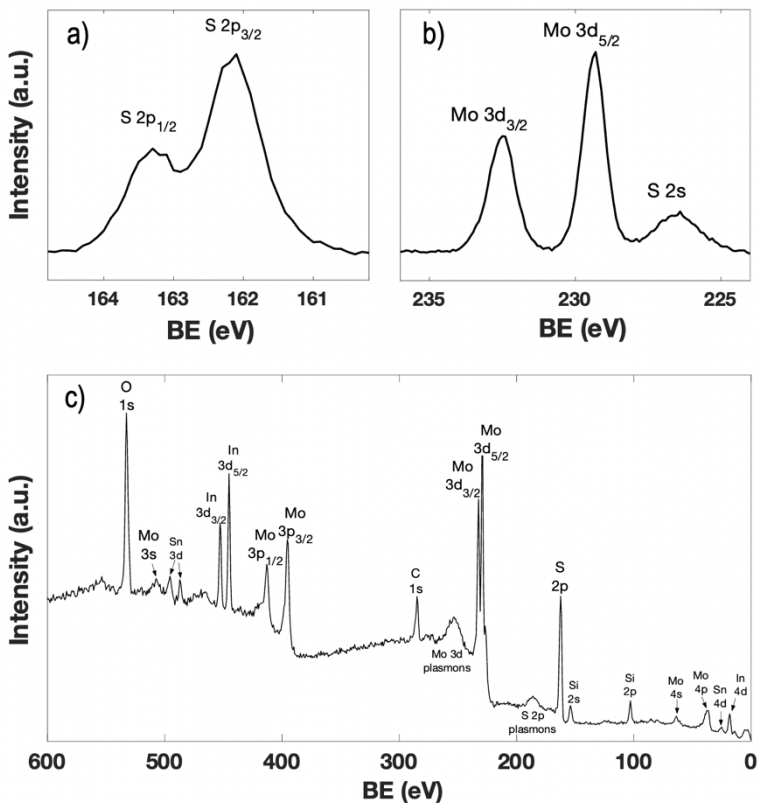 a)
S 2p3/2
S 2p1/2
Intensity (a.u.)
164 163 162 161
BE (eV)
b)
Mo 3d5/2
Mo 3d3/2
S 2s
235 230 225
BE (eV)
c)
O
1s
Mo
3s
Sn
3d
In
3d3/2
In
3d5/2
Mo
3p1/2
Mo
3p3/2
C
1s
Mo 3d
plasmons
Mo
3d3/2
Mo
3d5/2
S 2p
plasmons
S
2p
Si
2s
Si
2p
Mo
4s
Mo
4p
Sn
4d
In
4d
Intensity (a.u.)
600 500 400 300 200 100 0
BE (eV)